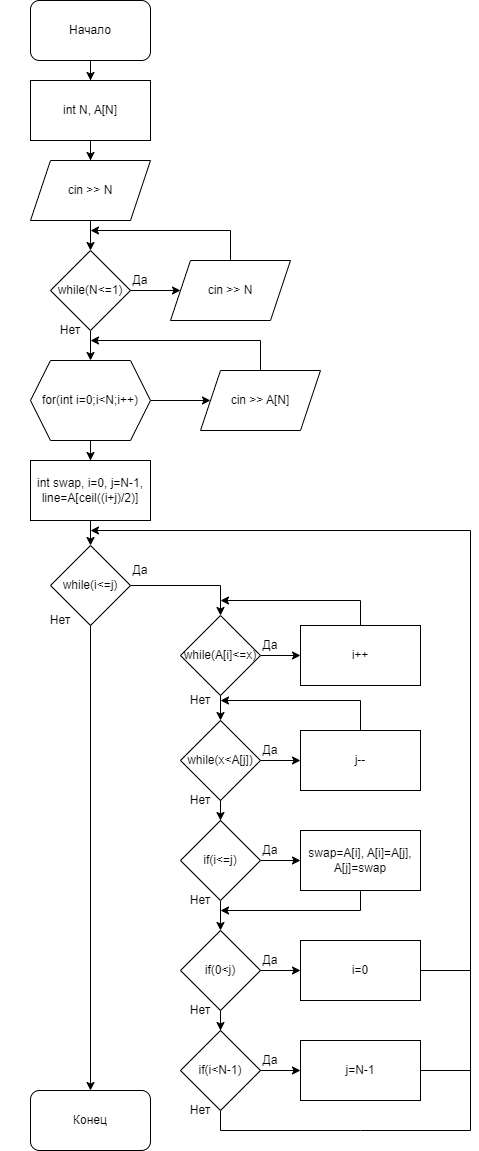 Начало
int N, A[N]
cin >> N
while(N<=1)
Да
cin >> N
Нет
for(int i=0;i<N;i++)
cin >> A[N]
int swap, i=0, j=N-1,
line=A[ceil((i+j)/2)]
while(i<=j)
Да
Нет
while(A[i]<=x)
Да
i++
Нет
while(x<A[j])
Да
j--
Нет
if(i<=j)
Да
swap=A[i], A[i]=A[j],
A[j]=swap
Нет
if(0<j)
Да
i=0
Нет
if(i<N-1)
Да
j=N-1
Нет
Конец